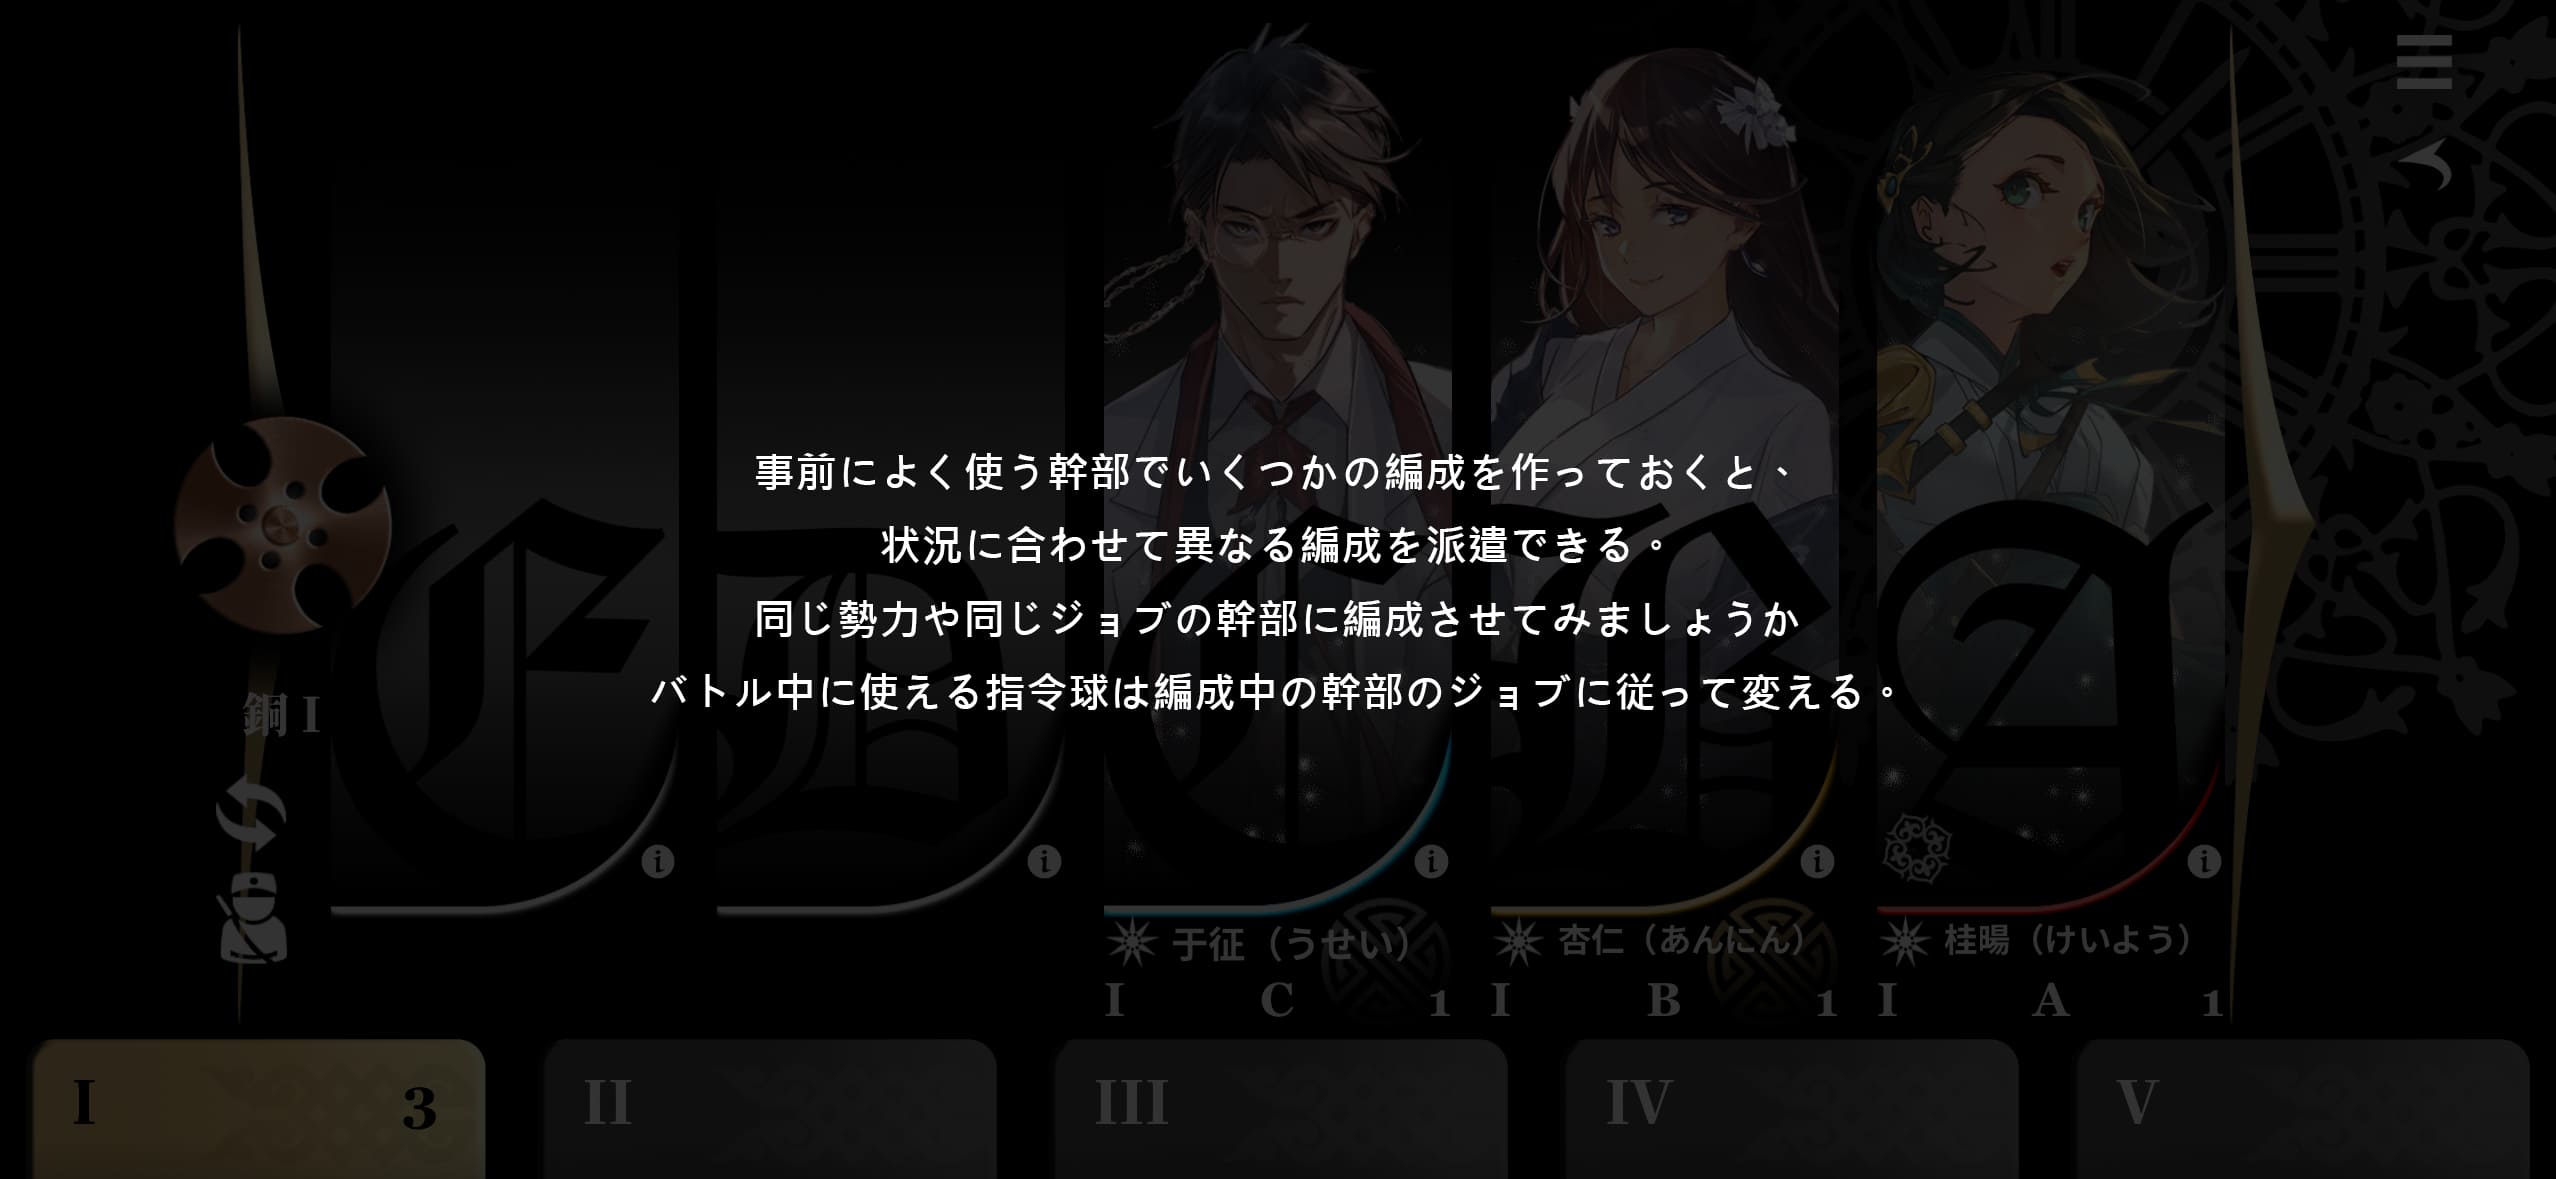 事前によく使う幹部でいくつかの編成を作っておくと、
状況に合わせて異なる編成を派遣できる。
同じ勢力や同じジョブの幹部に編成させてみましょうか
バトル中に使える指令球は編成中の幹部のジョブに従って変える。
E D C B A
銅 I
i i i i i
于征（うせい） 杏仁（あんにん） 桂暘（けいよう）
I C 1 I B 1 I A 1
I 3 II III IV V